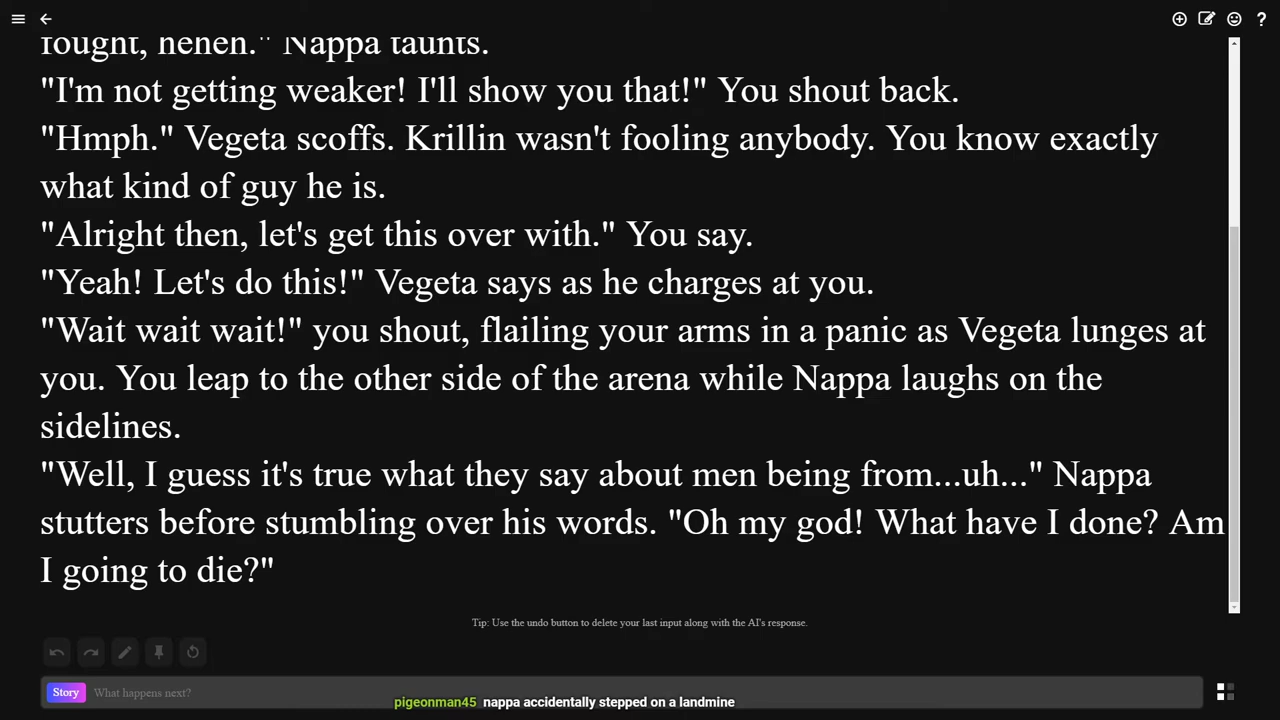 fought, heheh." Nappa taunts.
"I'm not getting weaker! I'll show you that!" You shout back.
"Hmph." Vegeta scoffs. Krillin wasn't fooling anybody. You know exactly
what kind of guy he is.
"Alright then, let's get this over with." You say.
"Yeah! Let's do this!" Vegeta says as he charges at you.
"Wait wait wait!" you shout, flailing your arms in a panic as Vegeta lunges at
you. You leap to the other side of the arena while Nappa laughs on the
sidelines.
"Well, I guess it's true what they say about men being from...uh..." Nappa
stutters before stumbling over his words. "Oh my god! What have I done? Am
I going to die?"
Tip: Use the undo button to delete your last input along with the AI's response.
Story What happens next?
pigeonman45 nappa accidentally stepped on a landmine